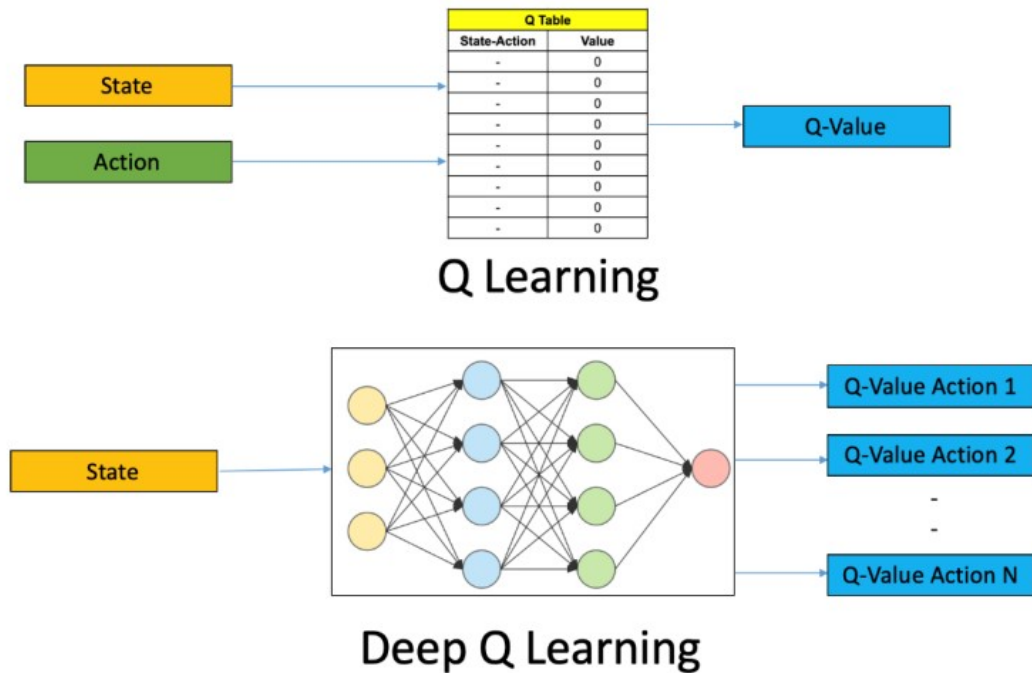 Q Table
State-Action Value
- 0
- 0
- 0
- 0
- 0
- 0
- 0
- 0
- 0
State
Action
Q-Value
Q Learning
State
Q-Value Action 1
Q-Value Action 2
-
-
Q-Value Action N
Deep Q Learning